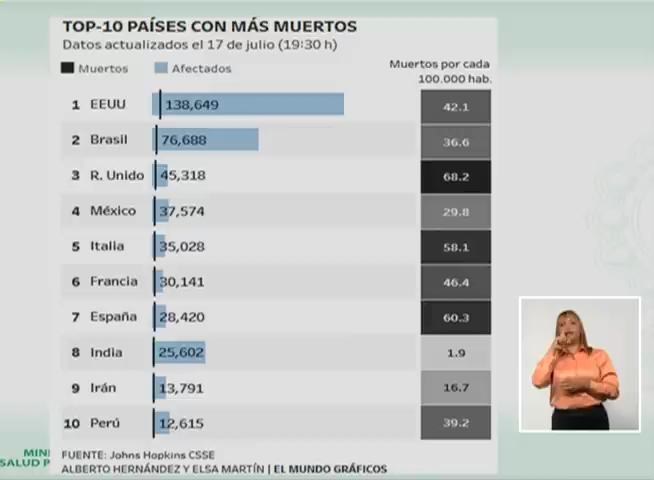 TOP-10 PAÍSES CON MÁS MUERTOS
Datos actualizados el 17 de julio (19:30 h)
Muertos Afectados
Muertos por cada
100.000 hab.
1 EEUU 138,649 42.1
2 Brasil 76,688 36.6
3 R. Unido 45,318 68.2
4 México 37,574 29.8
5 Italia 35,028 58.1
6 Francia 30,141 46.4
7 España 28,420 60.3
8 India 25,602 1.9
9 Irán 13,791 16.7
10 Perú 12,615 39.2
FUENTE: Johns Hopkins CSSE
ALBERTO HERNÁNDEZ Y ELSA MARTÍN | EL MUNDO GRÁFICOS
MINI
SALUD P